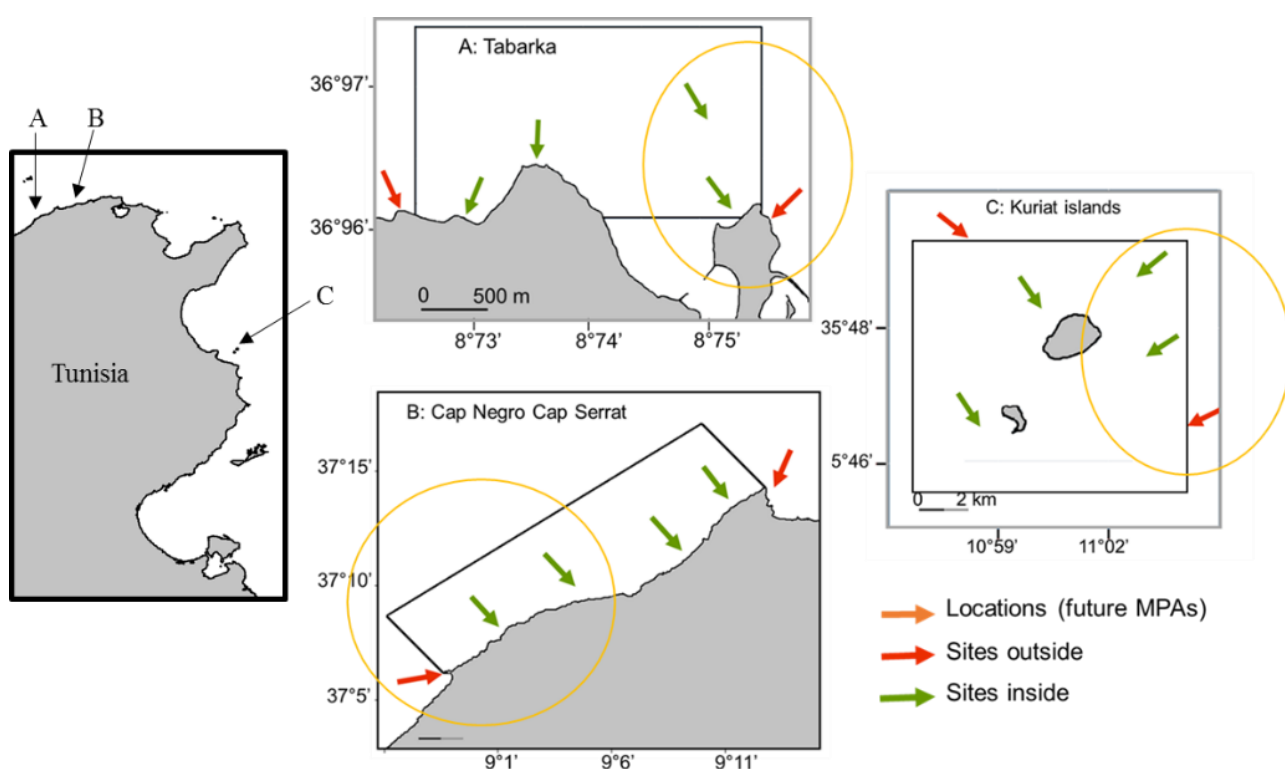 A
B
C
Tunisia
A: Tabarka
36°97’
36°96’
0 500 m
8°73’
8°74’
8°75’
B: Cap Negro Cap Serrat
37°15’
37°10’
37°5’
9°1’
9°6’
9°11’
C: Kuriat islands
35°48’
5°46’
0 2 km
10°59’
11°02’
Locations (future MPAs)
Sites outside
Sites inside